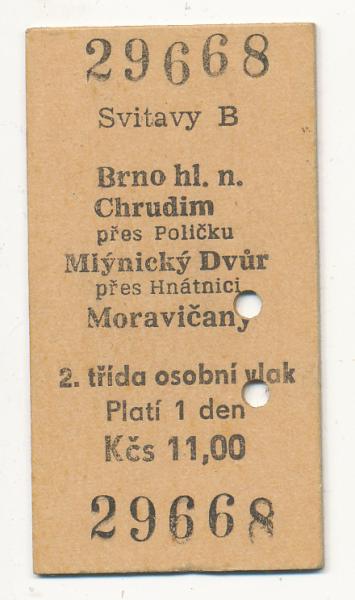 29668
Svitavy B
Brno hl. n.
Chrudim
přes Poličku
Mlýnický Dvůr
přes Hnátnici
Moravičany
2. třída osobní vlak
Platí 1 den
Kčs 11,00
29668